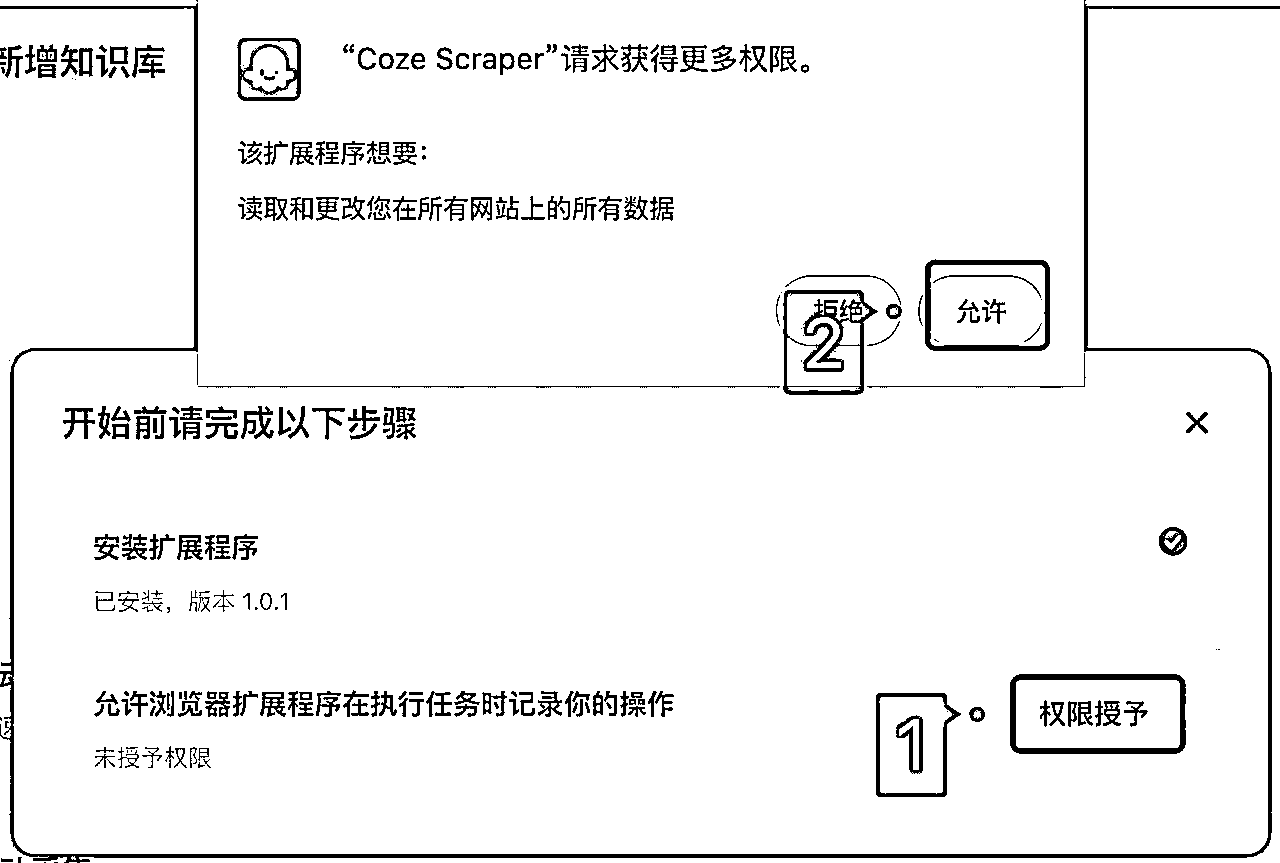 新增知识库
“Coze Scraper”请求获得更多权限。
该扩展程序想要：
读取和更改您在所有网站上的所有数据
拒绝
允许
2
开始前请完成以下步骤
安装扩展程序
已安装，版本 1.0.1
允许浏览器扩展程序在执行任务时记录你的操作
未授予权限
1
权限授予